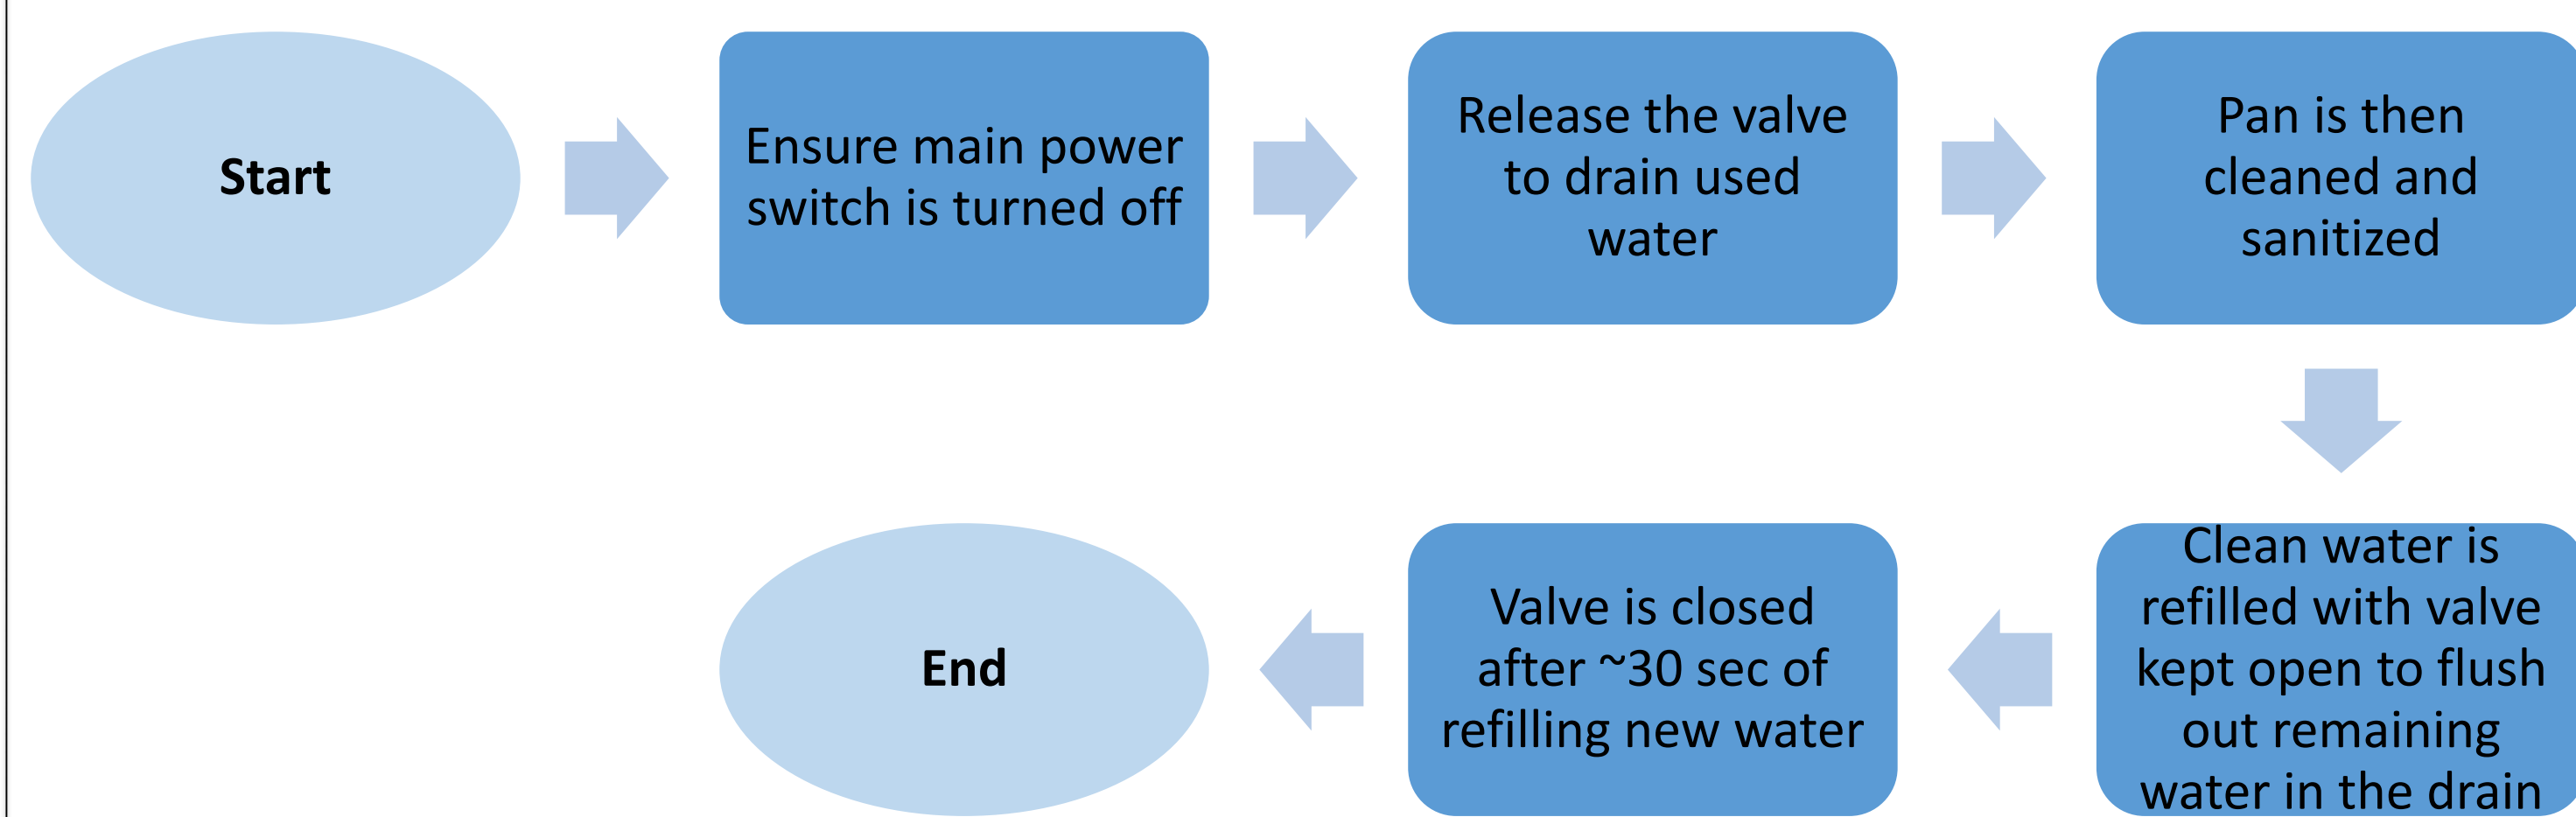 Start
Ensure main power
switch is turned off
Release the valve
to drain used
water
Pan is then
cleaned and
sanitized
Clean water is
refilled with valve
kept open to flush
out remaining
water in the drain
Valve is closed
after ~30 sec of
refilling new water
End